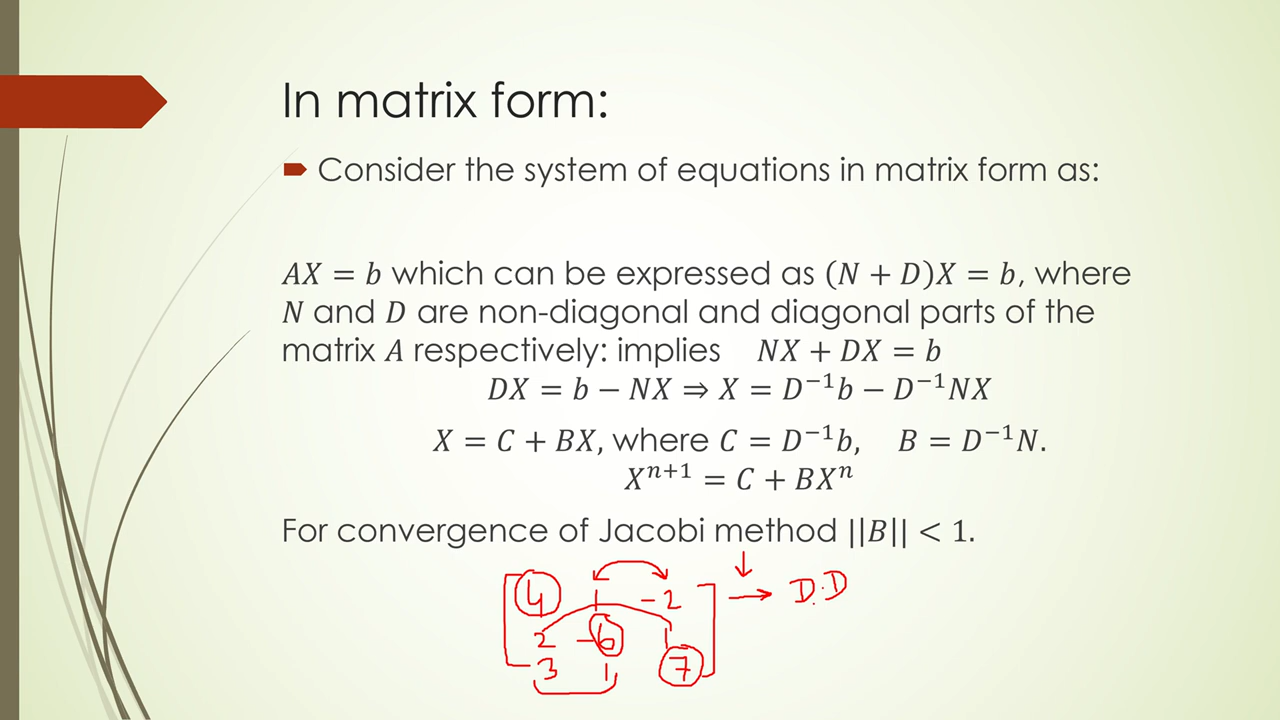 In matrix form:
Consider the system of equations in matrix form as:
𝐴𝑋 = 𝑏 which can be expressed as (𝑁 + 𝐷)𝑋 = 𝑏, where
𝑁 and 𝐷 are non-diagonal and diagonal parts of the
matrix 𝐴 respectively: implies 𝑁𝑋 + 𝐷𝑋 = 𝑏
𝐷𝑋 = 𝑏 − 𝑁𝑋 ⇒ 𝑋 = 𝐷⁻¹𝑏 − 𝐷⁻¹𝑁𝑋
𝑋 = 𝐶 + 𝐵𝑋, where 𝐶 = 𝐷⁻¹𝑏, 𝐵 = 𝐷⁻¹𝑁.
𝑋ⁿ⁺¹ = 𝐶 + 𝐵𝑋ⁿ
For convergence of Jacobi method ||𝐵|| < 1.
4 1 −2 → D.D
2 −6 1
3 1 7